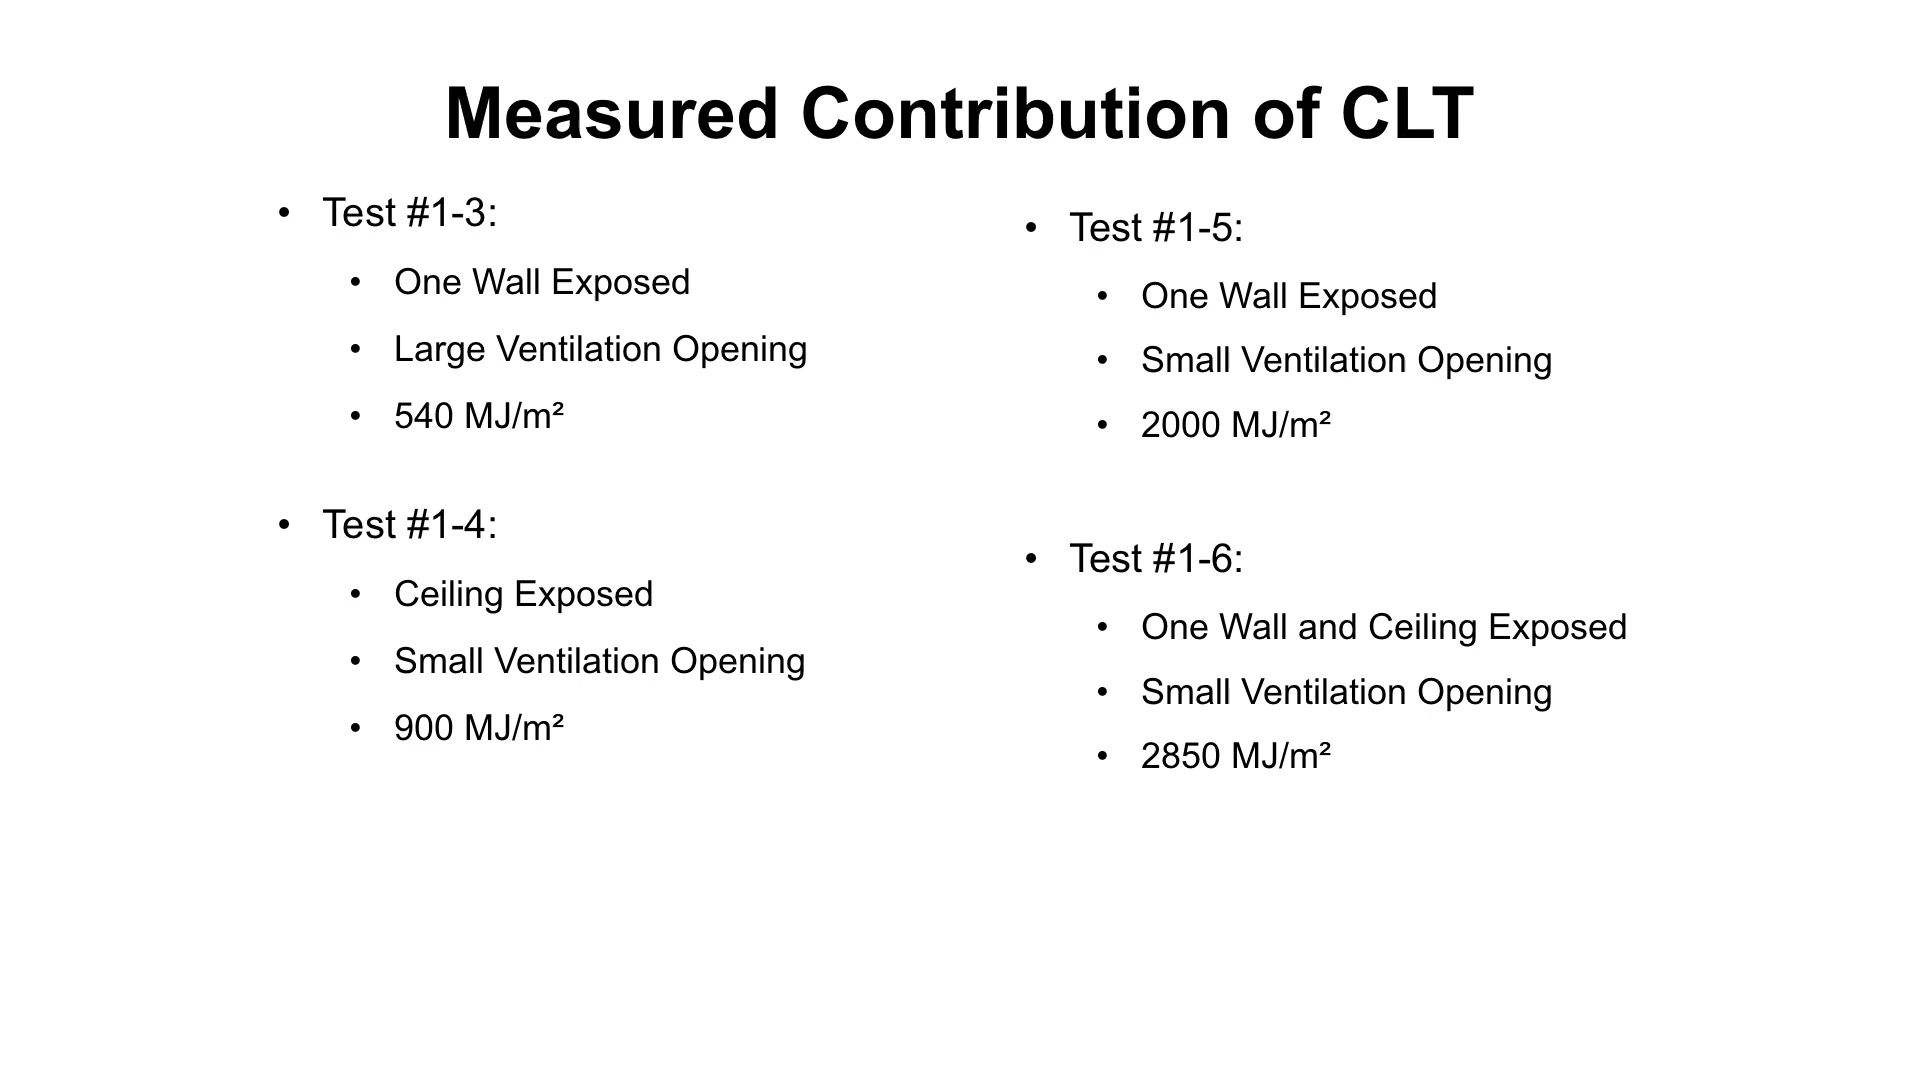 Measured Contribution of CLT
• Test #1-3:
• One Wall Exposed
• Large Ventilation Opening
• 540 MJ/m²
• Test #1-4:
• Ceiling Exposed
• Small Ventilation Opening
• 900 MJ/m²
• Test #1-5:
• One Wall Exposed
• Small Ventilation Opening
• 2000 MJ/m²
• Test #1-6:
• One Wall and Ceiling Exposed
• Small Ventilation Opening
• 2850 MJ/m²